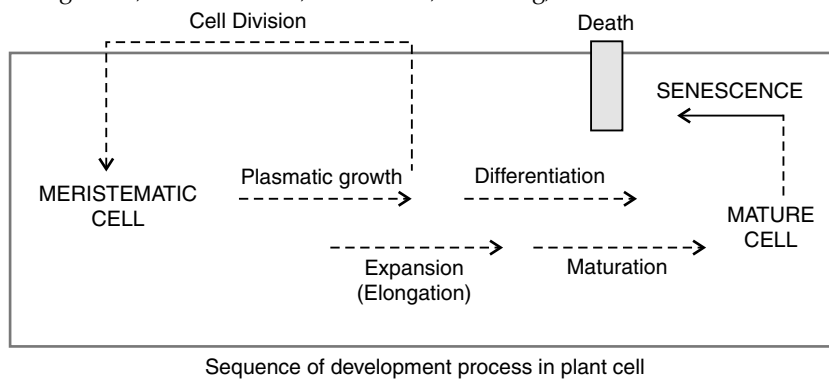 Cell Division
Death
SENESCENCE
Plasmatic growth
Differentiation
MERISTEMATIC
CELL
MATURE
CELL
Expansion
(Elongation)
Maturation
Sequence of development process in plant cell